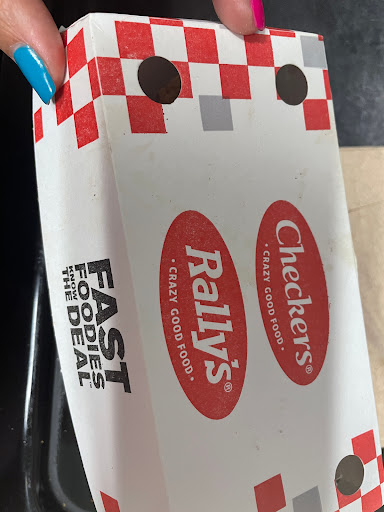 Checkers®
• CRAZY GOOD FOOD •
Rally's®
• CRAZY GOOD FOOD •
FAST
FOODIES
KNOW
THE DEAL